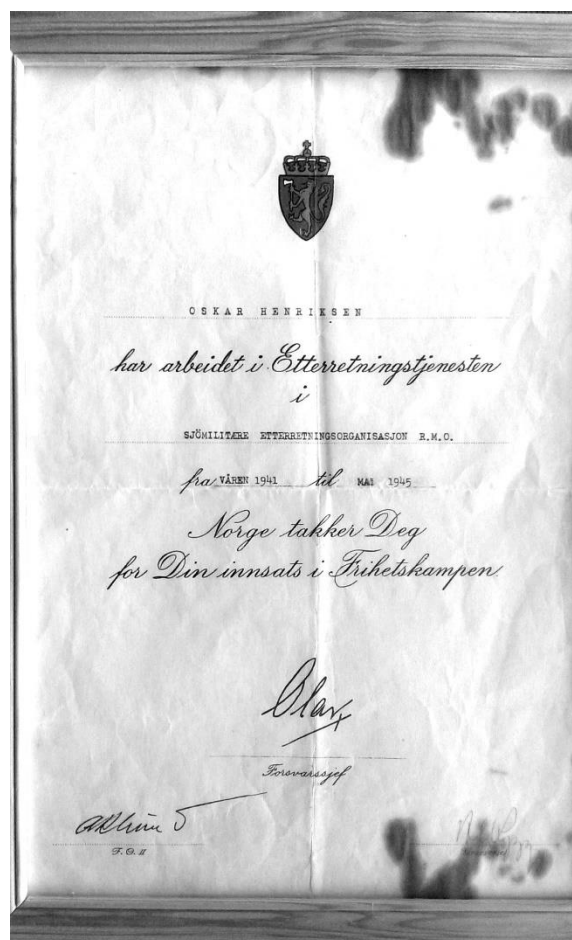 OSKAR HENRIKSEN
har arbeidet i Etterretningstjenesten
i
SJÖMILITÆRE ETTERRETNINGSORGANISASJON R.M.O.
fra VÅREN 1941 til MAI 1945
Norge takker Deg
for Din innsats i Frihetskampen
Olav
Forsvarssjef
F. O. II